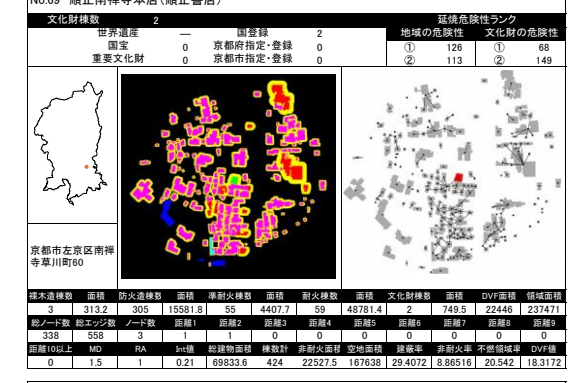 No.69 順正南禅寺本店(順正書店)
文化財棟数 2 延焼危険性ランク
世界遺産 — 国登録 2 地域の危険性 文化財の危険性
国宝 0 京都府指定・登録 0 ① 126 ① 68
重要文化財 0 京都市指定・登録 0 ② 113 ② 149
京都市左京区南禅
寺草川町60
裸木造棟数 面積 防火造棟数 面積 準耐火棟数 面積 耐火棟数 面積 文化財棟数 面積 DVF面積 領域面積
3 313.2 305 15581.8 55 4407.7 59 48781.4 2 749.5 22446 237471
総ノード数 総エッジ数 ノード数 距離1 距離2 距離3 距離4 距離5 距離6 距離7 距離8 距離9
338 558 3 1 1 0 0 0 0 0 0 0
距離10以上 MD RA Int値 総建物面積 棟数計 非耐火面積 空地面積 建蔽率 非耐火率 不燃領域率 DVF値
0 1.5 1 0.21 69833.6 424 22527.5 167638 29.4072 8.86516 20.542 18.3172